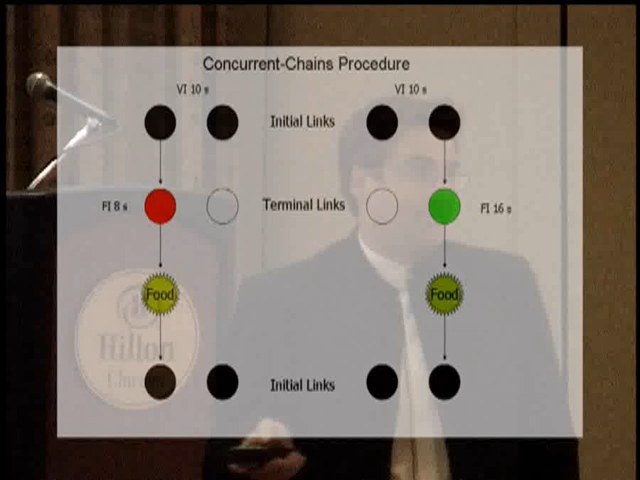 Concurrent-Chains Procedure
VI 10 s VI 10 s
Initial Links
FI 8 s Terminal Links FI 16 s
Food Food
Hilton
Initial Links